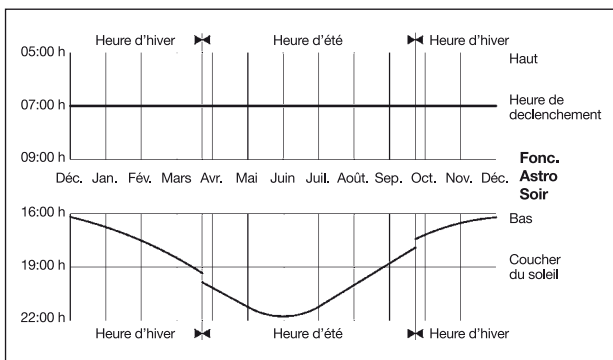 Heure d'hiver Heure d'été Heure d'hiver
05:00 h Haut
07:00 h Heure de
declenchement
09:00 h
Déc. Jan. Fév. Mars Avr. Mai Juin Juil. Août. Sep. Oct. Nov. Déc.
Fonc.
Astro
Soir
16:00 h Bas
19:00 h Coucher
du soleil
22:00 h
Heure d'hiver Heure d'été Heure d'hiver